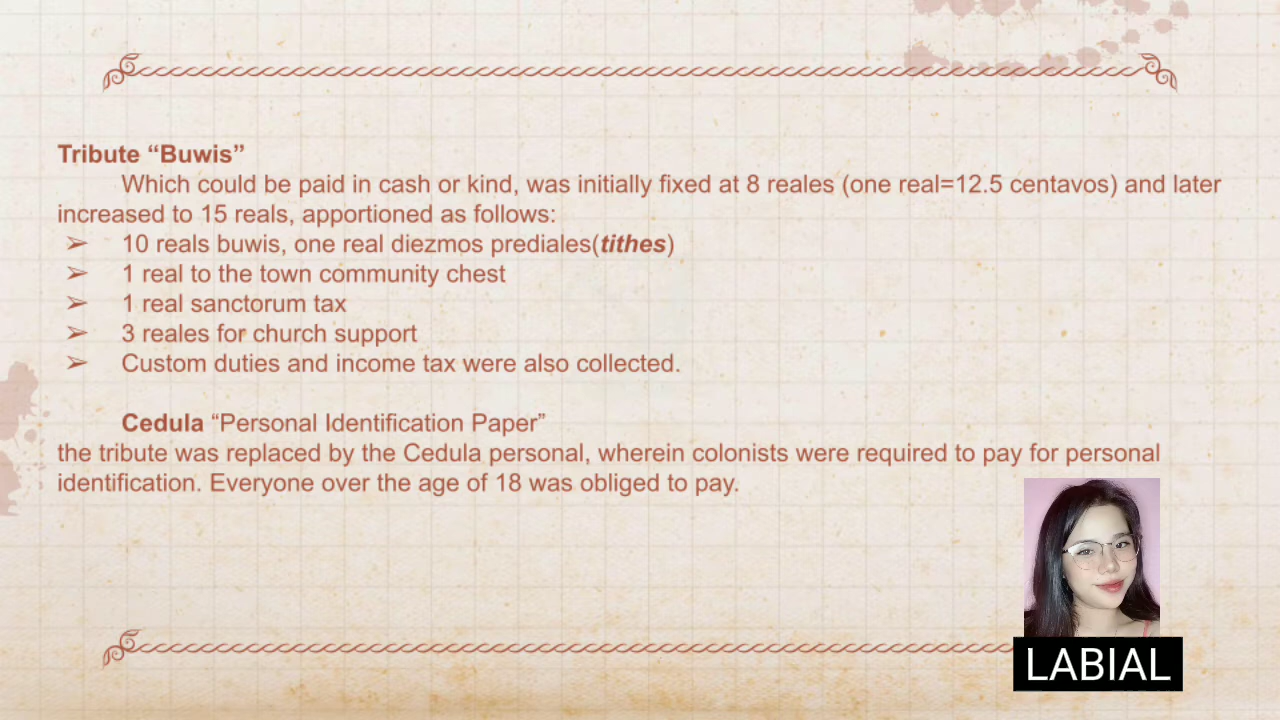 Tribute “Buwis”
Which could be paid in cash or kind, was initially fixed at 8 reales (one real=12.5 centavos) and later
increased to 15 reals, apportioned as follows:
➢ 10 reals buwis, one real diezmos prediales(tithes)
➢ 1 real to the town community chest
➢ 1 real sanctorum tax
➢ 3 reales for church support
➢ Custom duties and income tax were also collected.
Cedula “Personal Identification Paper”
the tribute was replaced by the Cedula personal, wherein colonists were required to pay for personal
identification. Everyone over the age of 18 was obliged to pay.
LABIAL